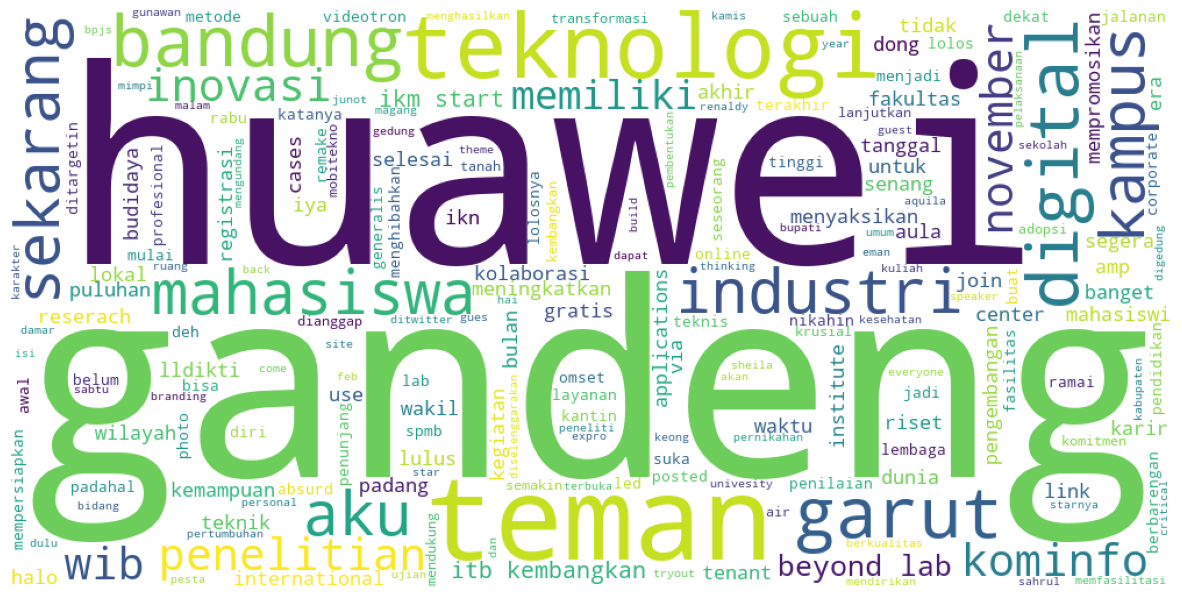 huawei
gandeng
teknologi
teman
bandung
digital
kampus
sekarang
mahasiswa
industri
garut
penelitian
november
inovasi
memiliki
kominfo
aku
wib
beyond lab
itb kembangkan
ikm start
untuk
aula
tanggal
fakultas
senang
menyaksikan
akhir
tidak
dong
lolos
dekat
jalanan
era
mempromosikan
corporate
adopsi
segera
amp
banget
mahasiswi
center
join
buat
speaker
kuliah
umum
eman
aquila
bupati
guest
lanjutkan
menjadi
sekolah
pelaksanaan
digedung
year
kamis
sebuah
transformasi
menghasilkan
videotron
metode
gunawan
bpjs
mimpi
malam
rabu
katanya
junot
magang
renaldy
terakhir
gedung
theme
tanah
selesai
cases
remake
mobitekno
iya
registrasi
mengundang
profesional
budidaya
ditargetin
generalis
menghibahkan
ikn
lolosnya
kembangkan
build
dapat
pembentukan
seseorang
tinggi
online
thinking
kolaborasi
meningkatkan
gratis
hai
back
ruang
mulai
lokal
puluhan
karakter
reserach
damar
isi
deh
dianggap
ditwitter
gues
site
bulan
applications
via
teknis
nikahin
kesehatan
krusial
lldikti
bisa
belum
sabtu
branding
awal
come
feb
use
lab
wakil
spmb
omset
layanan
kantin
peneliti
expro
diselengarakan
kegiatan
sheila
akan
everyone
jadi
riset
institute
waktu
pernikahan
keong
suka
lembaga
pengembangan
fasilitas
ramai
kabupaten
pendidikan
karir
komitmen
wilayah
photo
diri
penunjang
lulus
star
padahal
bidang
kemampuan
absurd
padang
personal
mempersiapkan
teknik
pertumbuhan
dulu
halo
pesta
international
ujian
mendukung
dan
semakin
terbuka
led
posted
penilaian
univesity
air
dunia
link
starnya
berbarengan
critical
tryout
tenant
berkualitas
mendirikan
sahrul
memfasilitasi